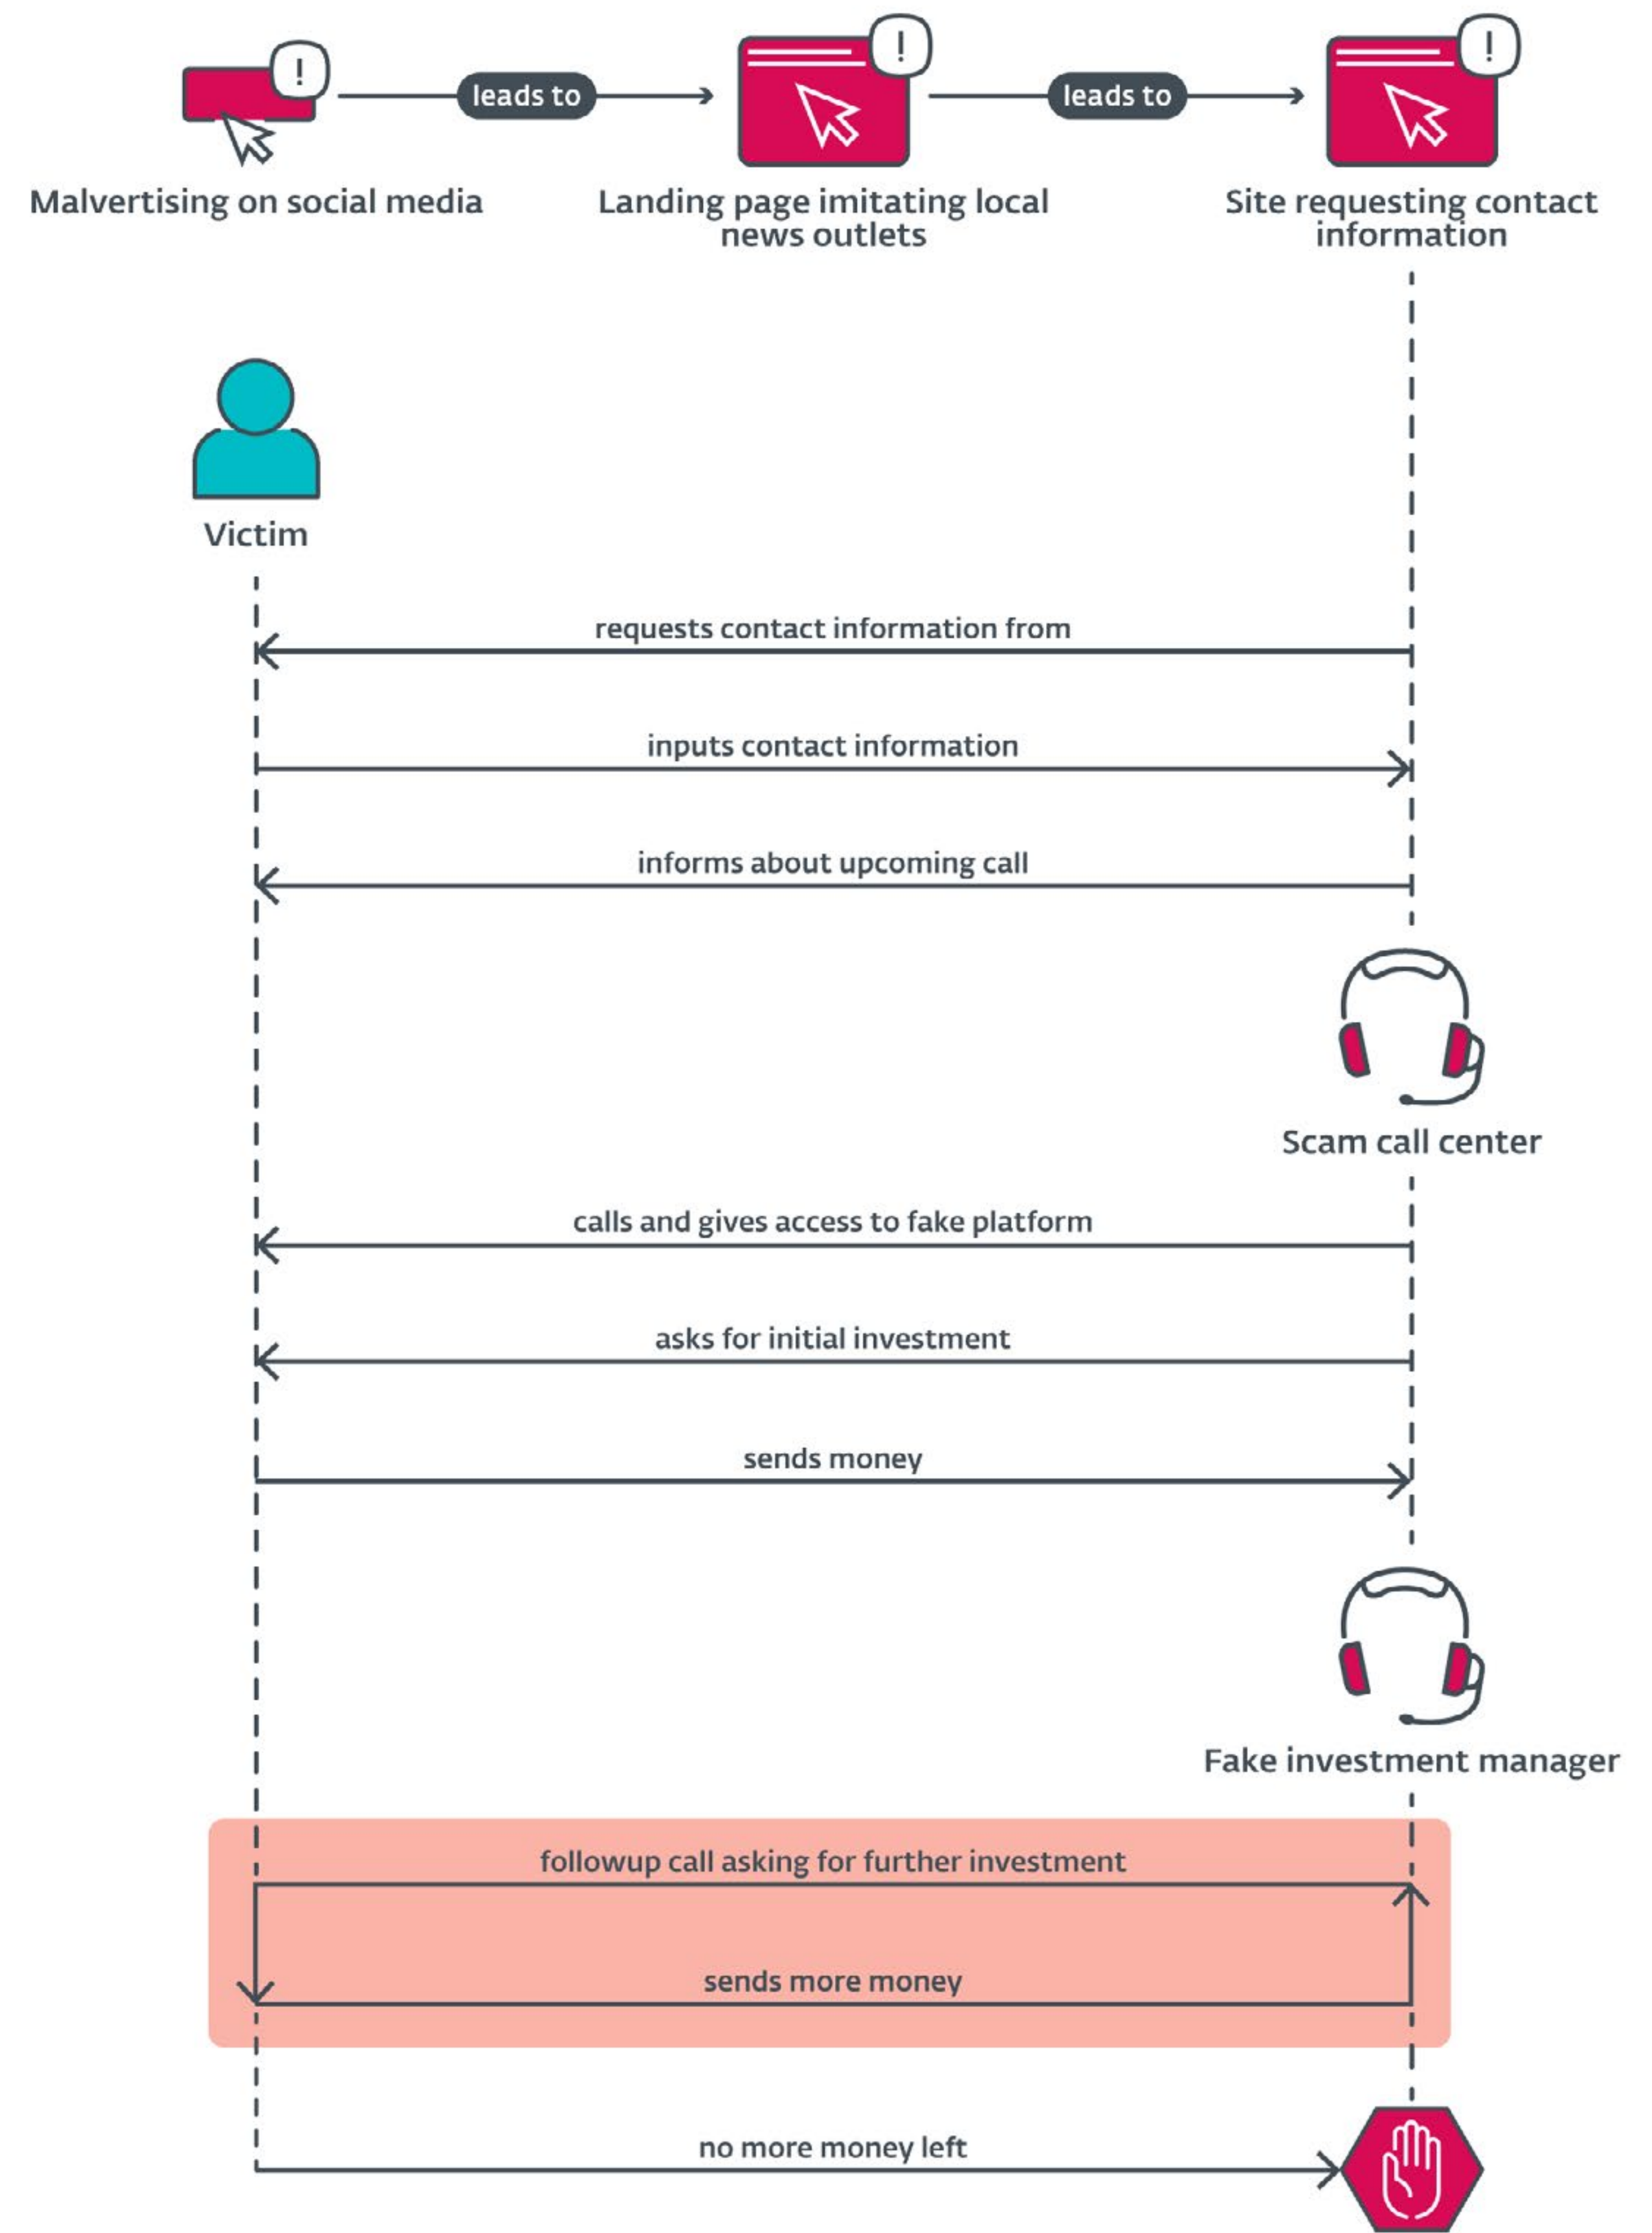 !
leads to
!
leads to
!
Malvertising on social media
Landing page imitating local
news outlets
Site requesting contact
information
Victim
requests contact information from
inputs contact information
informs about upcoming call
Scam call center
calls and gives access to fake platform
asks for initial investment
sends money
Fake investment manager
followup call asking for further investment
sends more money
no more money left